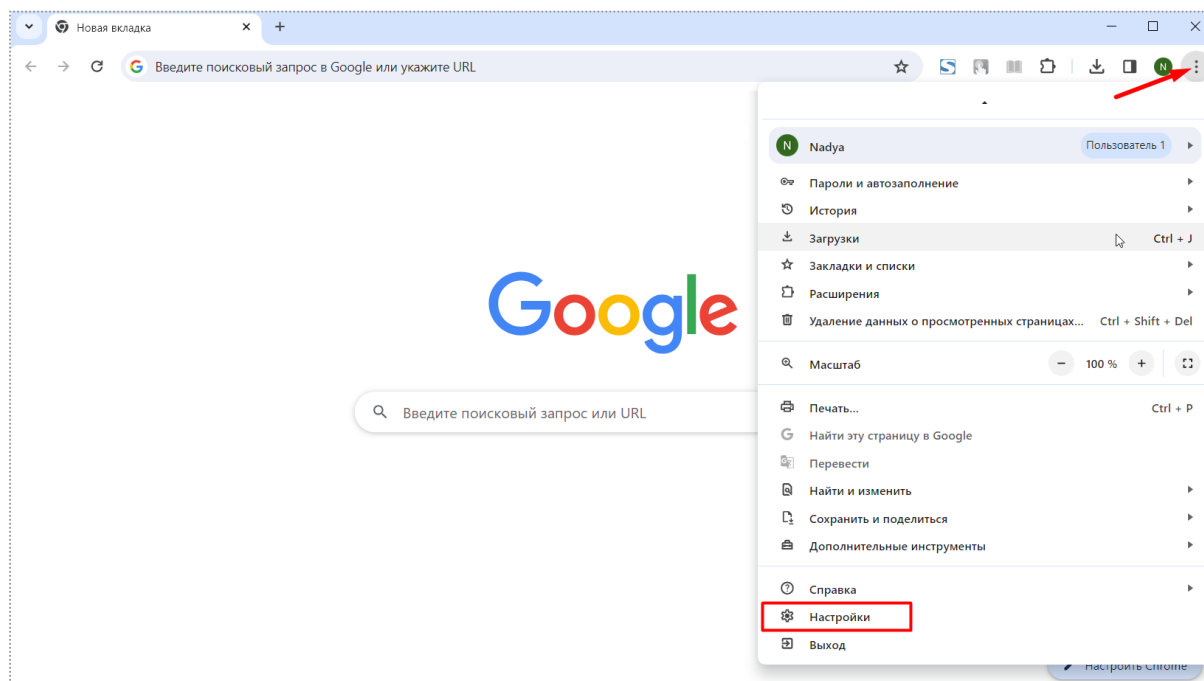 Новая вкладка
Введите поисковый запрос в Google или укажите URL
N
N Nadya Пользователь 1
Пароли и автозаполнение
История
Загрузки Ctrl + J
Закладки и списки
Расширения
Удаление данных о просмотренных страницах... Ctrl + Shift + Del
Google
Масштаб − 100 % +
Введите поисковый запрос или URL
Печать... Ctrl + P
G Найти эту страницу в Google
Перевести
Найти и изменить
Сохранить и поделиться
Дополнительные инструменты
Справка
Настройки
Выход
Настроить Chrome